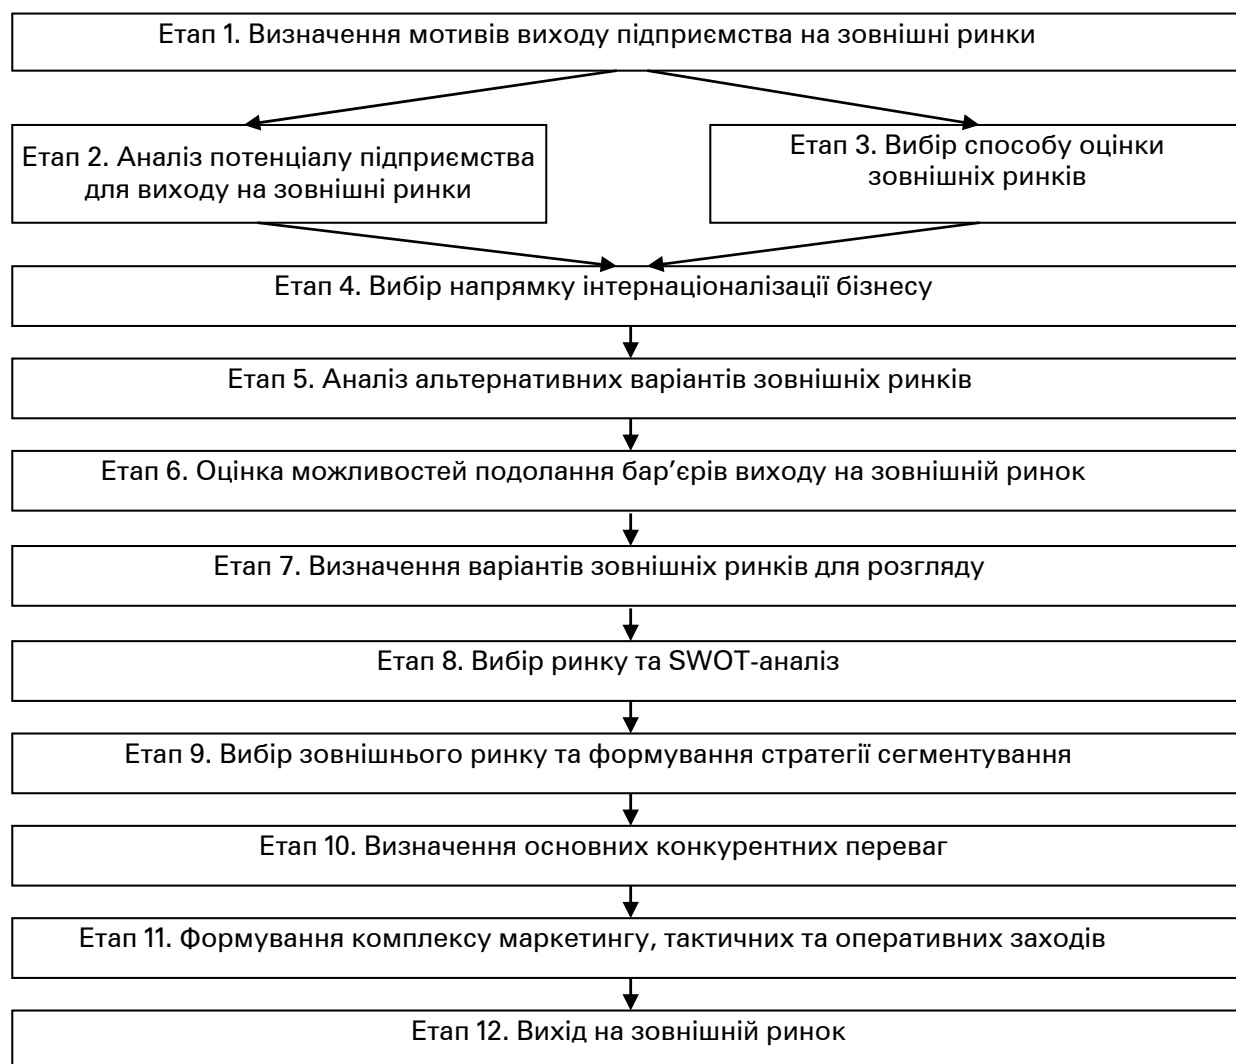 Етап 1. Визначення мотивів виходу підприємства на зовнішні ринки
Етап 2. Аналіз потенціалу підприємства
для виходу на зовнішні ринки
Етап 3. Вибір способу оцінки
зовнішніх ринків
Етап 4. Вибір напрямку інтернаціоналізації бізнесу
Етап 5. Аналіз альтернативних варіантів зовнішніх ринків
Етап 6. Оцінка можливостей подолання бар’єрів виходу на зовнішній ринок
Етап 7. Визначення варіантів зовнішніх ринків для розгляду
Етап 8. Вибір ринку та SWOT-аналіз
Етап 9. Вибір зовнішнього ринку та формування стратегії сегментування
Етап 10. Визначення основних конкурентних переваг
Етап 11. Формування комплексу маркетингу, тактичних та оперативних заходів
Етап 12. Вихід на зовнішній ринок